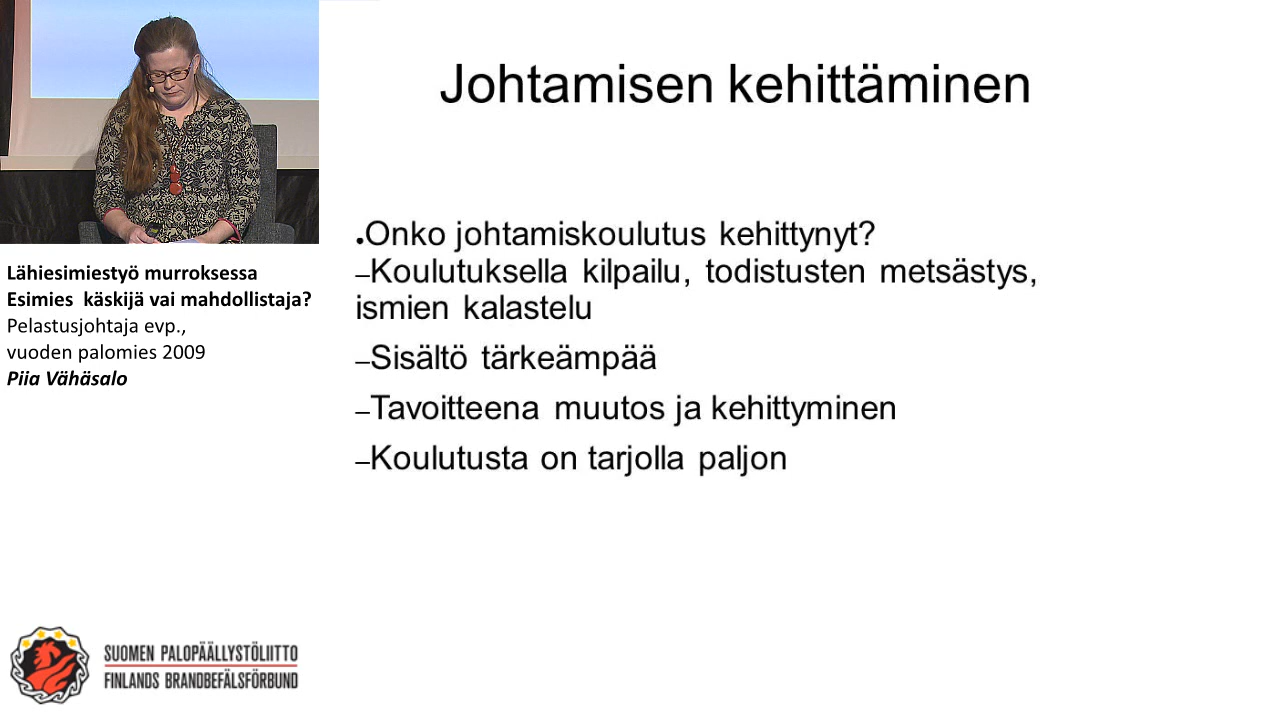 Johtamisen kehittäminen
•Onko johtamiskoulutus kehittynyt?
–Koulutuksella kilpailu, todistusten metsästys,
ismien kalastelu
–Sisältö tärkeämpää
–Tavoitteena muutos ja kehittyminen
–Koulutusta on tarjolla paljon
Lähiesimiestyö murroksessa
Esimies käskijä vai mahdollistaja?
Pelastusjohtaja evp.,
vuoden palomies 2009
Piia Vähäsalo
SUOMEN PALOPÄÄLLYSTÖLIITTO
FINLANDS BRANDBEFÄLSFÖRBUND